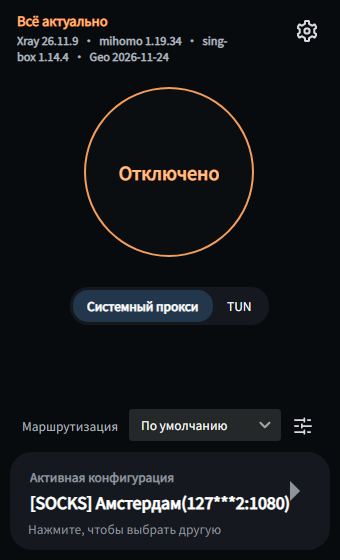 Всё актуально
Xray 26.11.9 • mihomo 1.19.34 • sing-
box 1.14.4 • Geo 2026-11-24
Отключено
Системный прокси TUN
Маршрутизация По умолчанию
Активная конфигурация
[SOCKS] Амстердам(127***2:1080)
Нажмите, чтобы выбрать другую